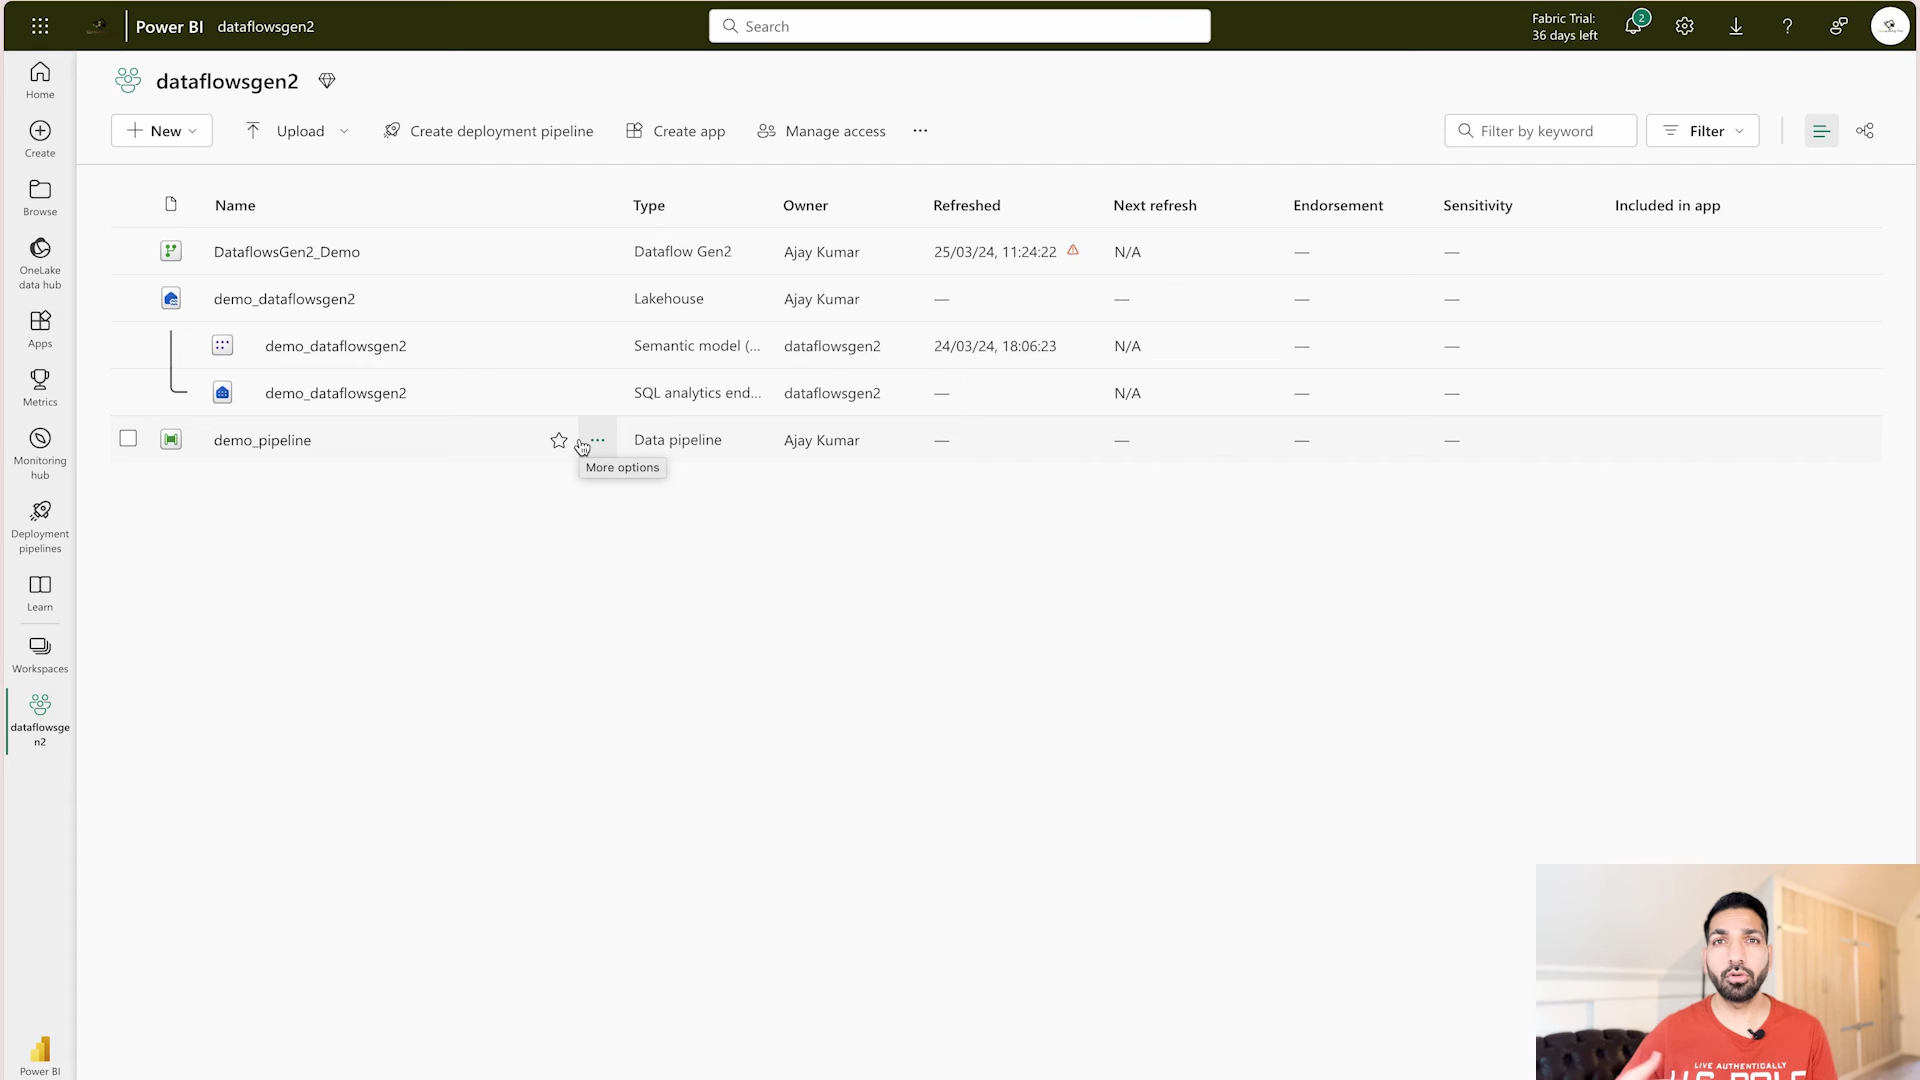 Power BI dataflowsgen2
Search
Fabric Trial:
36 days left
2
Home
Create
Browse
OneLake
data hub
Apps
Metrics
Monitoring
hub
Deployment
pipelines
Learn
Workspaces
dataflowsge
n2
Power BI
dataflowsgen2
New Upload Create deployment pipeline Create app Manage access ... Filter by keyword Filter
Name Type Owner Refreshed Next refresh Endorsement Sensitivity Included in app
DataflowsGen2_Demo Dataflow Gen2 Ajay Kumar 25/03/24, 11:24:22 N/A — —
demo_dataflowsgen2 Lakehouse Ajay Kumar — — — —
demo_dataflowsgen2 Semantic model (... dataflowsgen2 24/03/24, 18:06:23 N/A — —
demo_dataflowsgen2 SQL analytics end... dataflowsgen2 — N/A — —
demo_pipeline ... Data pipeline Ajay Kumar — — — —
More options
LIVE AUTHENTICALLY